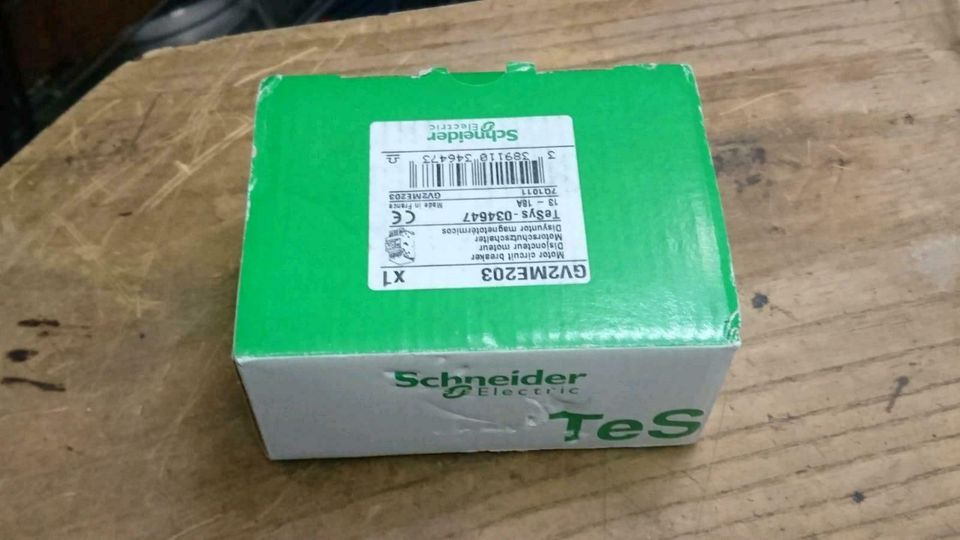 GV2ME203
x1
Motor circuit breaker
Disjoncteur moteur
Motorschutzschalter
Disyuntor magnetotérmicos
TeSys - 034647
CE
13 - 18A
Made in France
7Q1011
GV2ME203
3 389110 346473
Schneider
Electric
Schneider
Electric
TeS